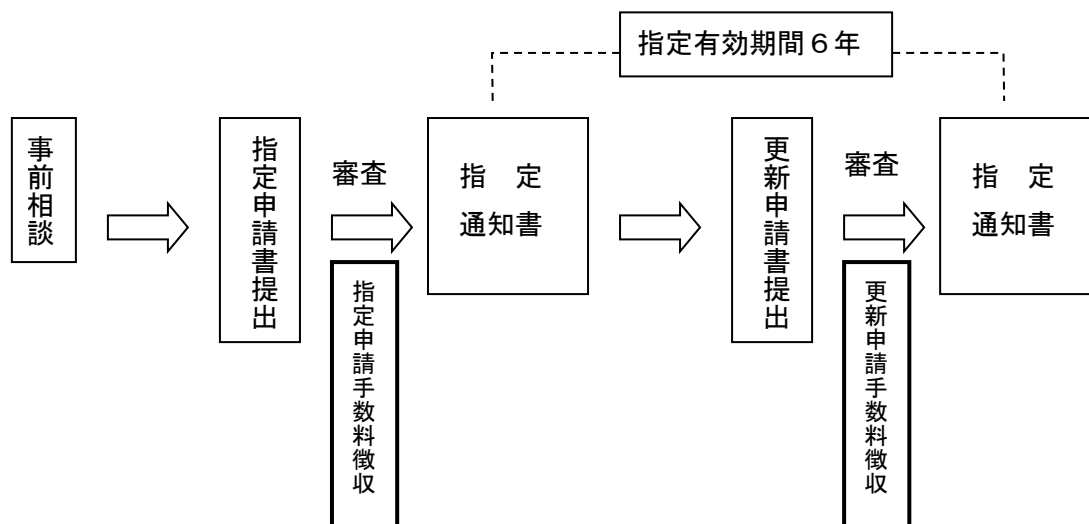 指定有効期間６年
事前相談
指定申請書提出
審査
指定申請手数料徴収
指　定
通知書
更新申請書提出
審査
更新申請手数料徴収
指　定
通知書